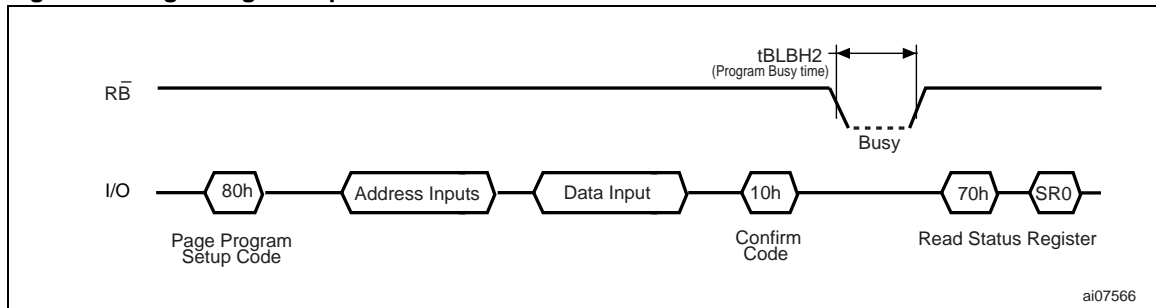 tBLBH2
(Program Busy time)
RB
Busy
I/O
80h
Address Inputs
Data Input
10h
70h
SR0
Page Program
Setup Code
Confirm
Code
Read Status Register
ai07566